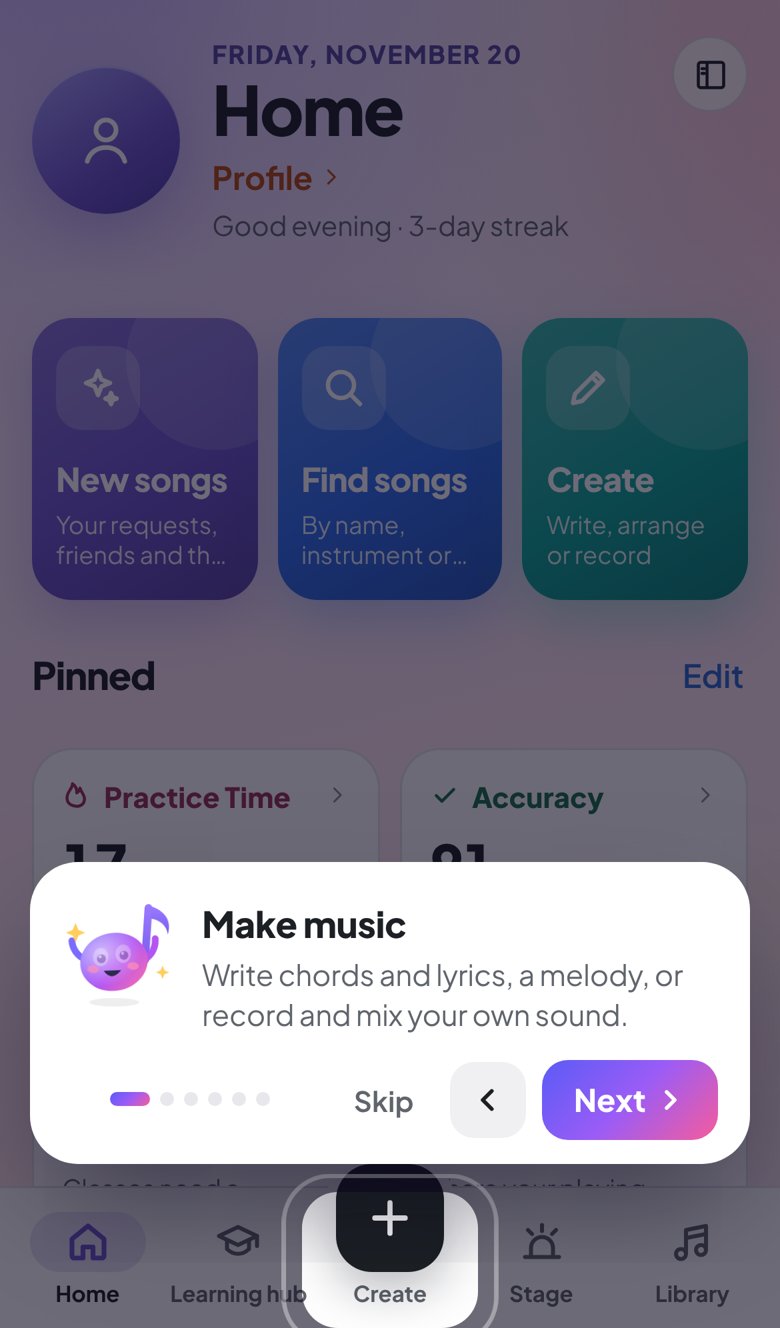 FRIDAY, NOVEMBER 20
Home
Profile
Good evening · 3-day streak
New songs
Your requests,
friends and th...
Find songs
By name,
instrument or...
Create
Write, arrange
or record
Pinned
Edit
Practice Time
Accuracy
17
91
Make music
Write chords and lyrics, a melody, or
record and mix your own sound.
Skip
Next
Home
Learning hub
Create
Stage
Library